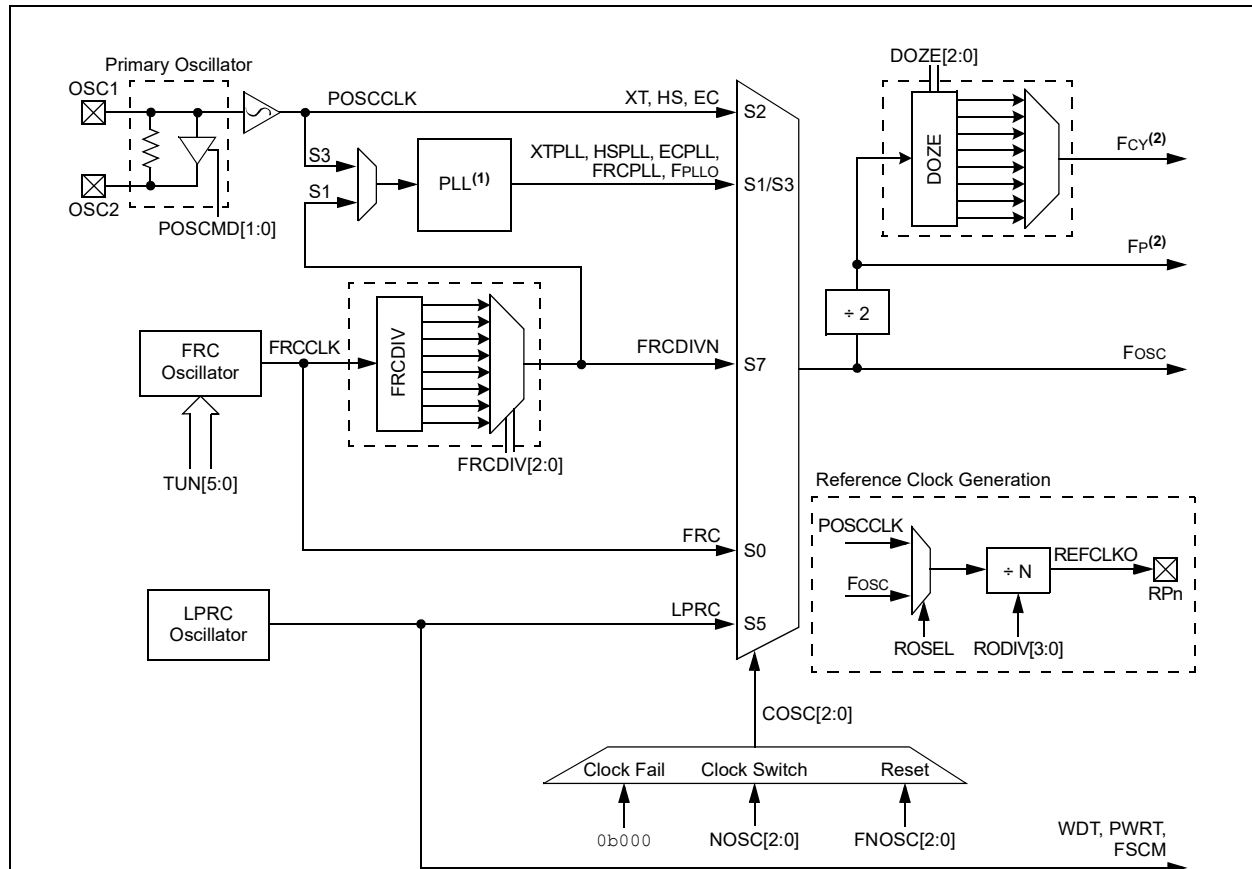 Primary Oscillator
DOZE[2:0]
OSC1
POSCCLK
XT, HS, EC
S2
S3
XTPLL, HSPLL, ECPLL,
FRCPLL, FPLLO
DOZE
FCY(2)
PLL(1)
S1/S3
S1
OSC2
POSCMD[1:0]
FP(2)
÷ 2
FRC
Oscillator
FRCCLK
FRCDIV
FRCDIVN
S7
FOSC
FRCDIV[2:0]
TUN[5:0]
Reference Clock Generation
POSCCLK
FRC
S0
÷ N
REFCLKO
FOSC
RPn
LPRC
Oscillator
LPRC
S5
ROSEL
RODIV[3:0]
COSC[2:0]
Clock Fail
Clock Switch
Reset
0b000
NOSC[2:0]
FNOSC[2:0]
WDT, PWRT,
FSCM